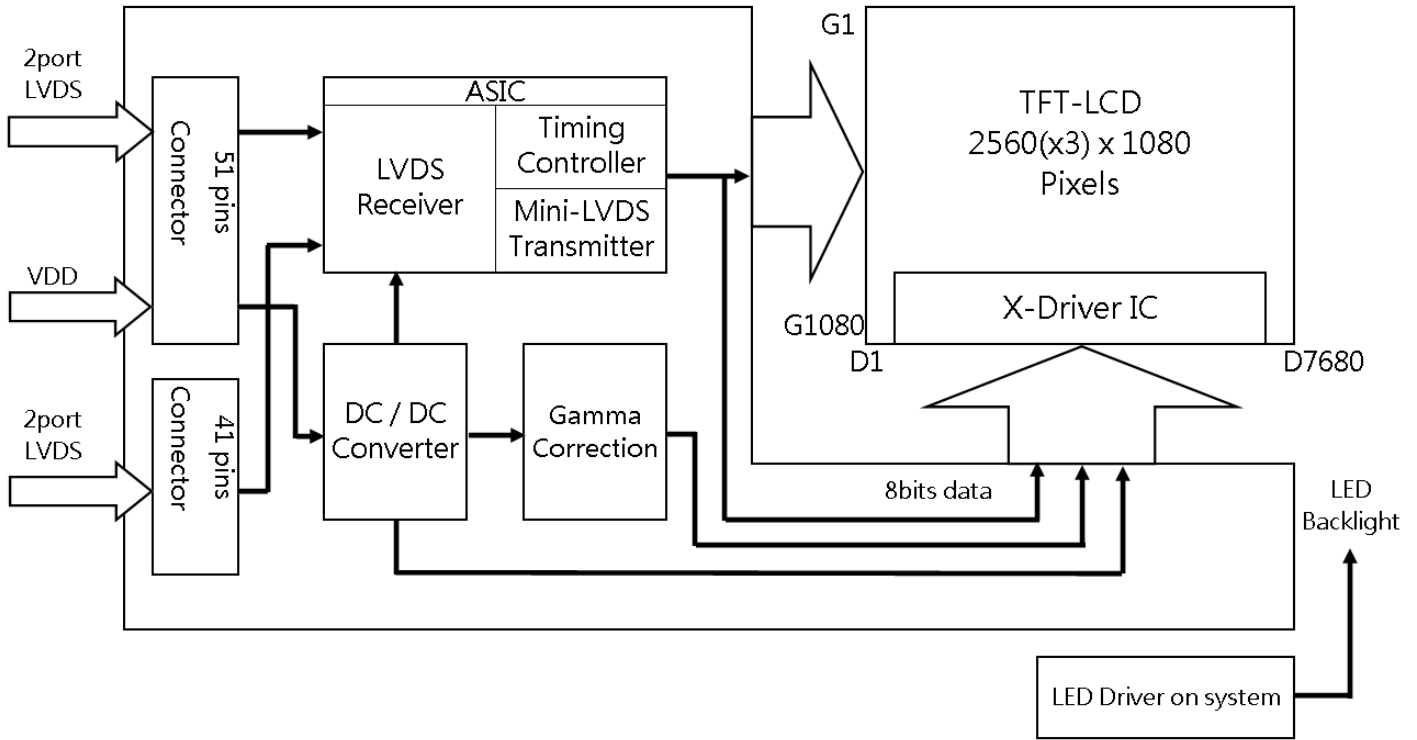 2port
LVDS
51 pins
Connector
VDD
2port
LVDS
41 pins
Connector
ASIC
LVDS
Receiver
Timing
Controller
Mini-LVDS
Transmitter
DC / DC
Converter
Gamma
Correction
G1
TFT-LCD
2560(x3) x 1080
Pixels
X-Driver IC
G1080
D1
D7680
8bits data
LED
Backlight
LED Driver on system